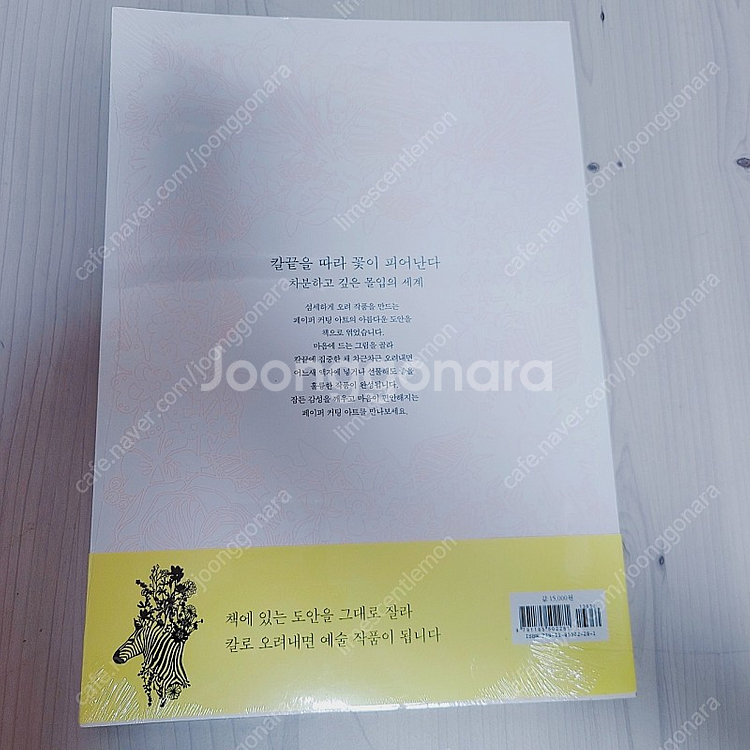 칼끝을 따라 꽃이 피어난다
차분하고 깊은 몰입의 세계
섬세하게 오려 작품을 만드는
페이퍼 커팅 아트의 아름다운 도안을
책으로 엮었습니다.
마음에 드는 그림을 골라
칼끝에 집중한 채 차근차근 오려내면
어느새 액자에 넣거나 선물해도 좋을
훌륭한 작품이 완성됩니다.
잠든 감성을 깨우고 마음이 편안해지는
페이퍼 커팅 아트를 만나보세요.
Joonggonara
cafe.naver.com/joonggonara
limescentlemon
책에 있는 도안을 그대로 잘라
칼로 오려내면 예술 작품이 됩니다
값 15,000원